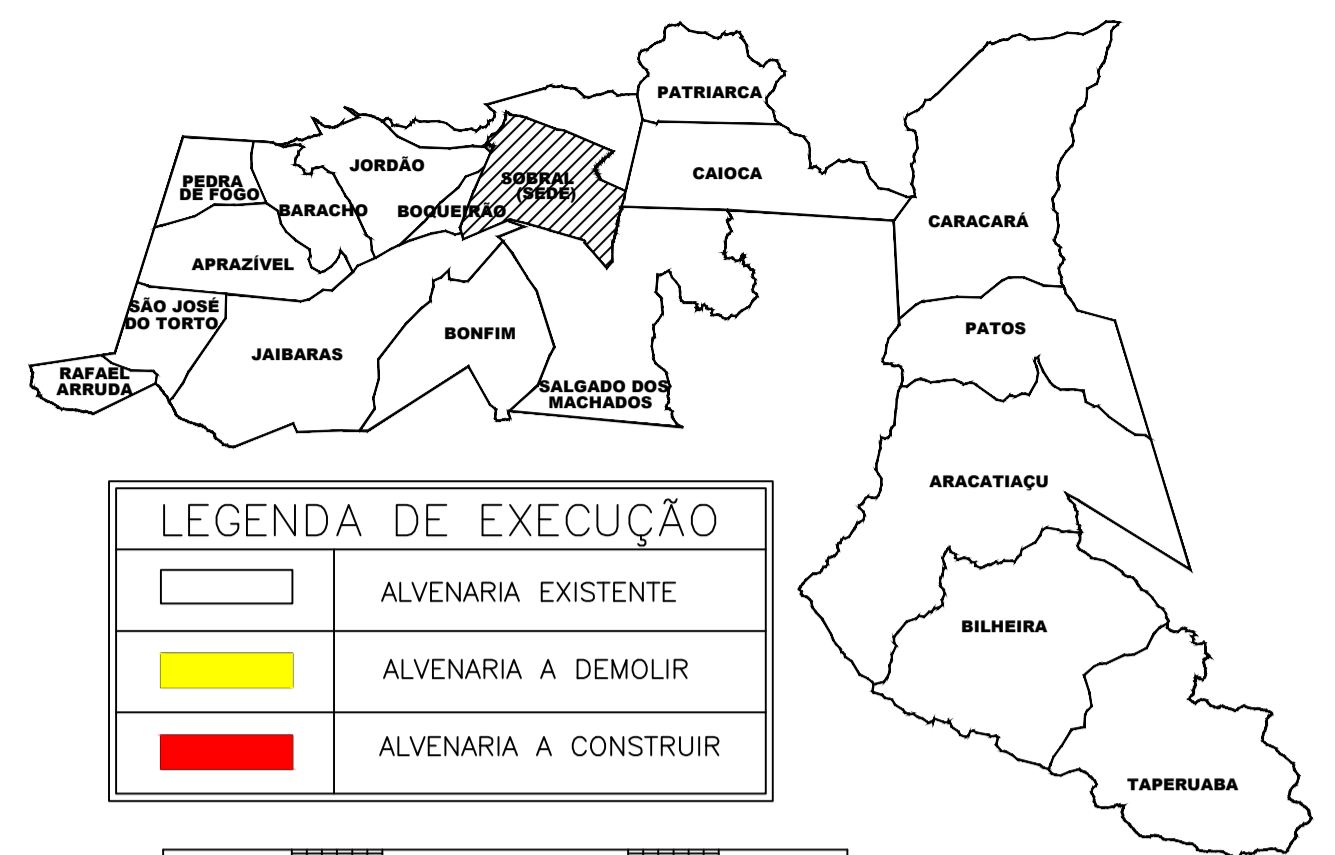 PATRIARCA
JORDÃO
CAIOCA
SOBRAL
(SEDE)
PEDRA
DE FOGO
BARACHO
BOQUEIRÃO
CARACARÁ
APRAZÍVEL
SÃO JOSÉ
DO TORTO
PATOS
BONFIM
JAIBARAS
RAFAEL
ARRUDA
SALGADO DOS
MACHADOS
ARACATIAÇU
BILHEIRA
TAPERUABA
LEGENDA DE EXECUÇÃO
ALVENARIA EXISTENTE
ALVENARIA A DEMOLIR
ALVENARIA A CONSTRUIR